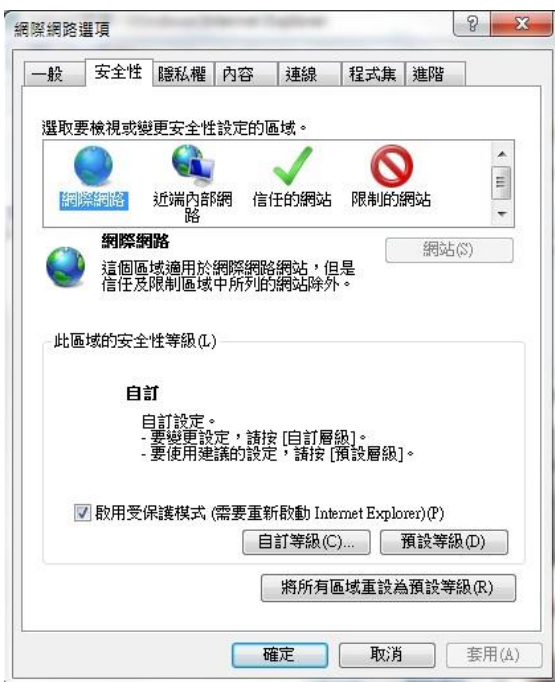 網際網路選項
一般 安全性 隱私權 內容 連線 程式集 進階
選取要檢視或變更安全性設定的區域。
網際網路 近端內部網路 信任的網站 限制的網站
網際網路
網站(S)
這個區域適用於網際網路網站，但是
信任及限制區域中所列的網站除外。
此區域的安全性等級(L)
自訂
自訂設定。
- 要變更設定，請按 [自訂層級]。
- 要使用建議的設定，請按 [預設層級]。
啟用受保護模式 (需要重新啟動 Internet Explorer)(P)
自訂等級(C)... 預設等級(D)
將所有區域重設為預設等級(R)
確定 取消 套用(A)